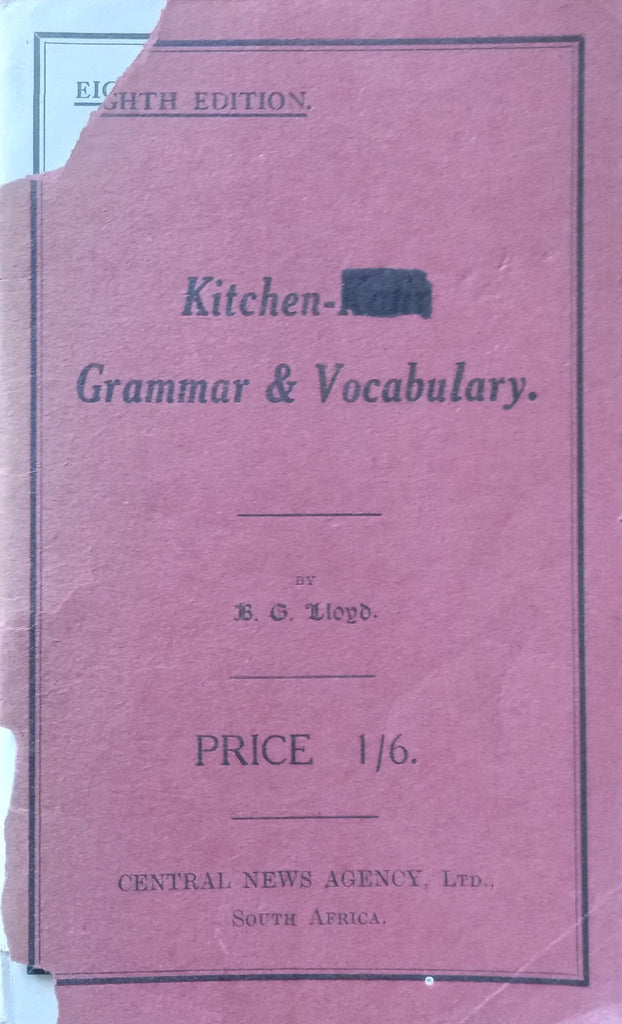 EIGHTH EDITION.
Kitchen-
Grammar & Vocabulary.
BY
B. G. Lloyd.
PRICE 1/6.
CENTRAL NEWS AGENCY, LTD.,
SOUTH AFRICA.